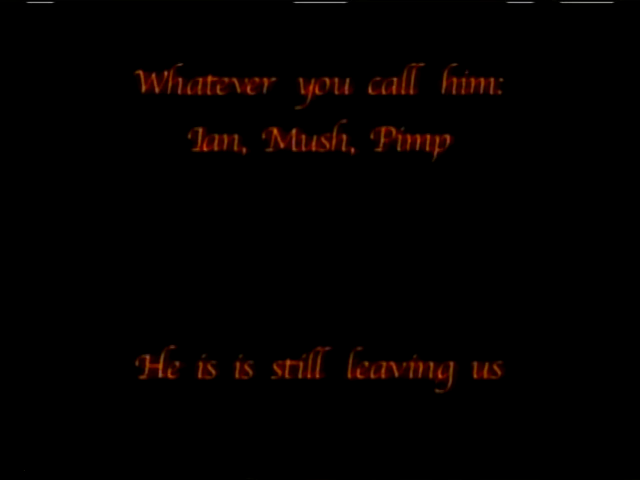 Whatever you call him:
Ian, Mush, Pimp
He is is still leaving us